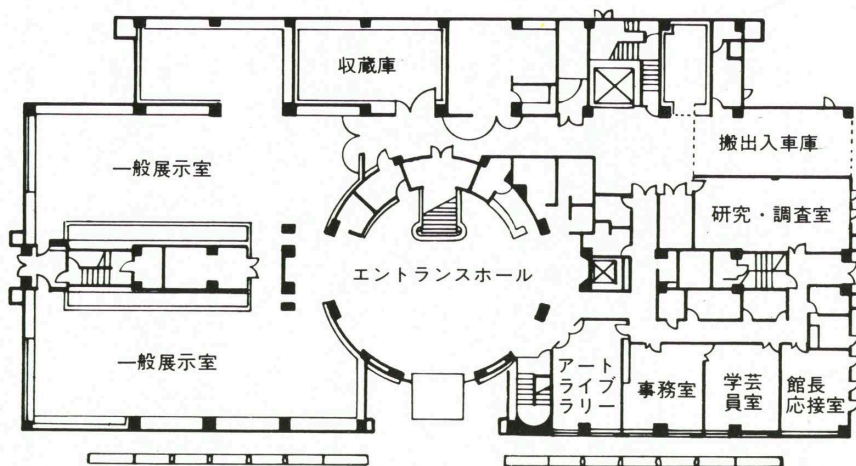 収蔵庫
搬出入車庫
一般展示室
研究・調査室
エントランスホール
一般展示室
アート
ライブ
ラリー
事務室
学芸
員室
館長
応接室